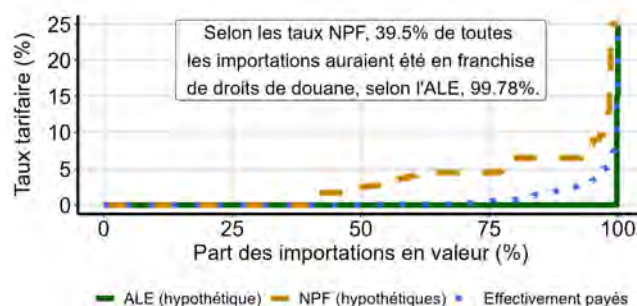 Selon les taux NPF, 39.5% de toutes
les importations auraient été en franchise
de droits de douane, selon l'ALE, 99.78%.
Taux tarifaire (%)
25
20
15
10
5
0
0 25 50 75 100
Part des importations en valeur (%)
ALE (hypothétique) NPF (hypothétiques) Effectivement payés